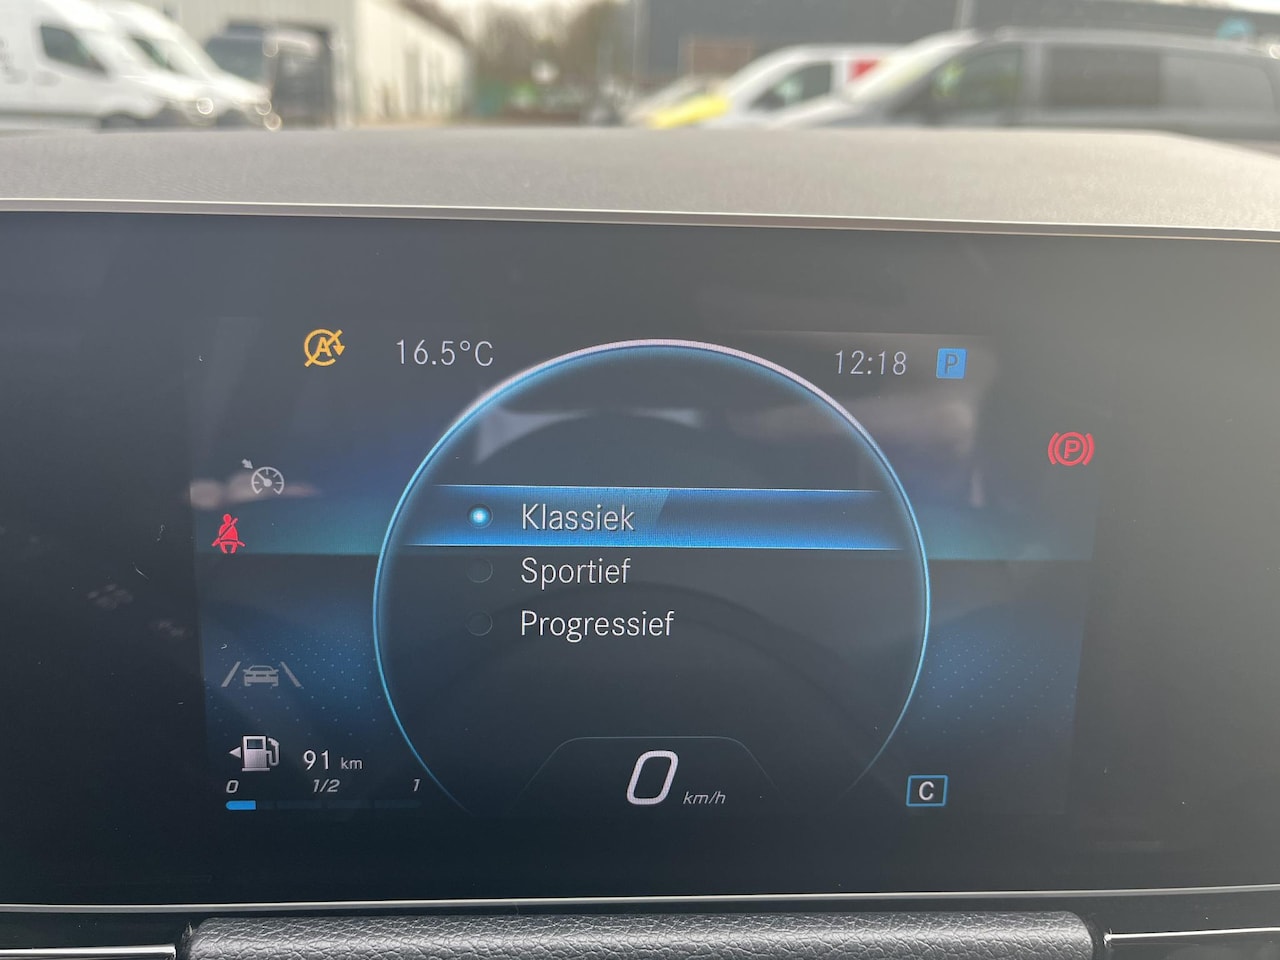 A 16.5°C
12:18 P
P
Klassiek
Sportief
Progressief
91 km
0 1/2 1
0 km/h
C